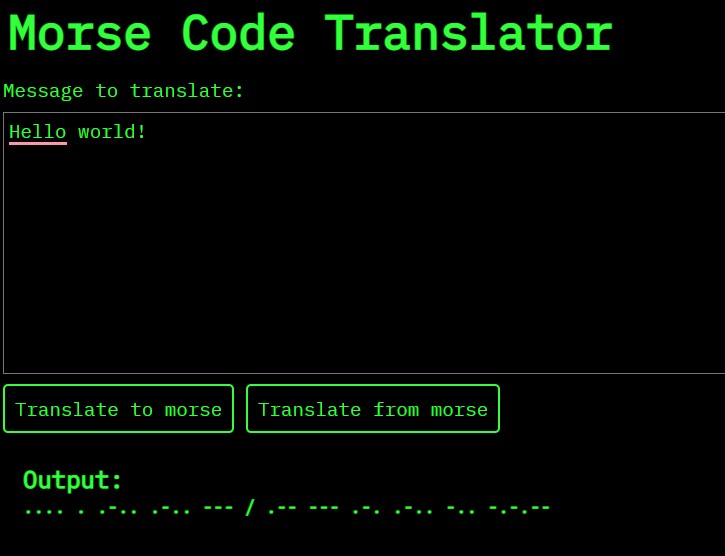 Morse Code Translator
Message to translate:
Hello world!
Translate to morse
Translate from morse
Output:
.... . .-.. .-.. --- / .-- --- .-. .-.. -.. -.-.--